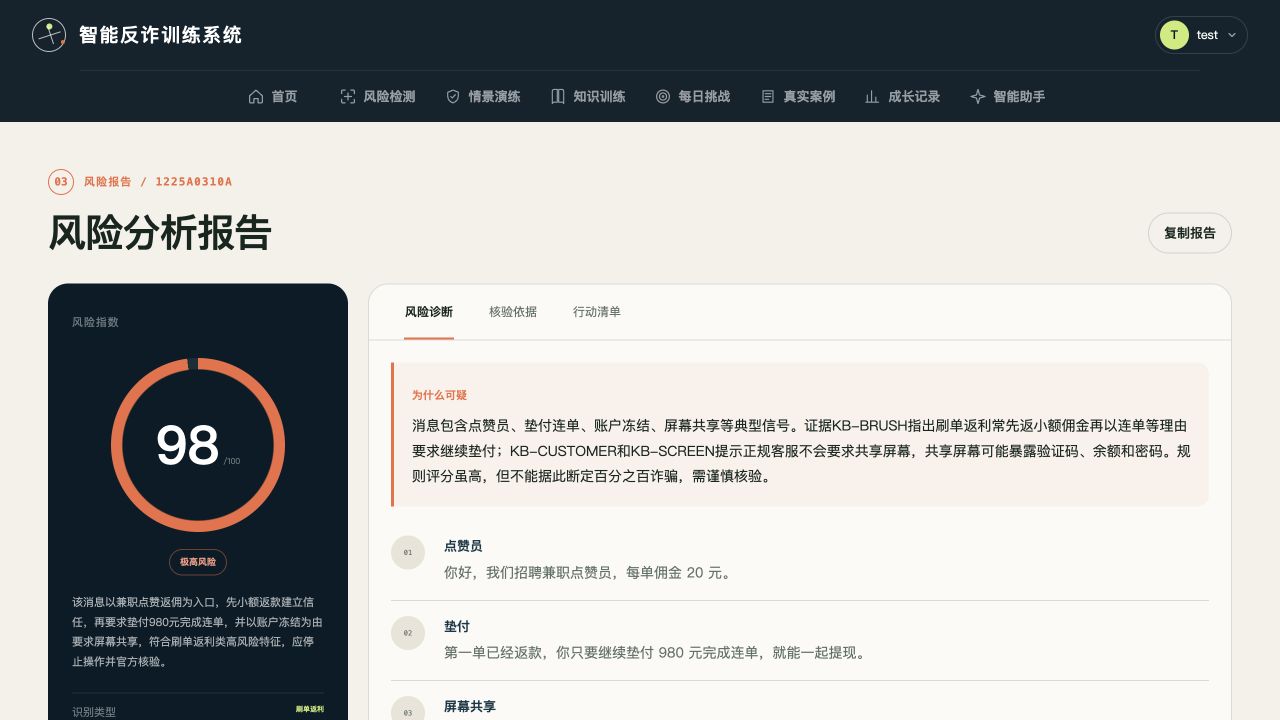 智能反诈训练系统
T test
首页 风险检测 情景演练 知识训练 每日挑战 真实案例 成长记录 智能助手
03 风险报告 / 1225A0310A
风险分析报告
复制报告
风险指数
98 /100
极高风险
该消息以兼职点赞返佣为入口，先小额返款建立信
任，再要求垫付980元完成连单，并以账户冻结为由
要求屏幕共享，符合刷单返利类高风险特征，应停
止操作并官方核验。
识别类型 刷单返利
风险诊断 核验依据 行动清单
为什么可疑
消息包含点赞员、垫付连单、账户冻结、屏幕共享等典型信号。证据KB-BRUSH指出刷单返利常先返小额佣金再以连单等理由
要求继续垫付；KB-CUSTOMER和KB-SCREEN提示正规客服不会要求共享屏幕，共享屏幕可能暴露验证码、余额和密码。规
则评分虽高，但不能据此断定百分之百诈骗，需谨慎核验。
01 点赞员
你好，我们招聘兼职点赞员，每单佣金 20 元。
02 垫付
第一单已经返款，你只要继续垫付 980 元完成连单，就能一起提现。
03 屏幕共享